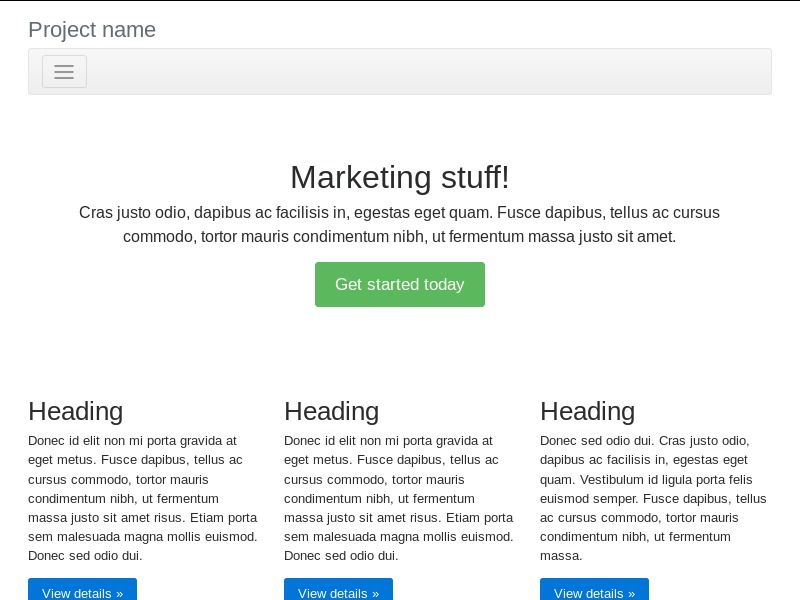 Project name
Marketing stuff!
Cras justo odio, dapibus ac facilisis in, egestas eget quam. Fusce dapibus, tellus ac cursus
commodo, tortor mauris condimentum nibh, ut fermentum massa justo sit amet.
Get started today
Heading
Donec id elit non mi porta gravida at
eget metus. Fusce dapibus, tellus ac
cursus commodo, tortor mauris
condimentum nibh, ut fermentum
massa justo sit amet risus. Etiam porta
sem malesuada magna mollis euismod.
Donec sed odio dui.
View details »
Heading
Donec id elit non mi porta gravida at
eget metus. Fusce dapibus, tellus ac
cursus commodo, tortor mauris
condimentum nibh, ut fermentum
massa justo sit amet risus. Etiam porta
sem malesuada magna mollis euismod.
Donec sed odio dui.
View details »
Heading
Donec sed odio dui. Cras justo odio,
dapibus ac facilisis in, egestas eget
quam. Vestibulum id ligula porta felis
euismod semper. Fusce dapibus, tellus
ac cursus commodo, tortor mauris
condimentum nibh, ut fermentum
massa.
View details »